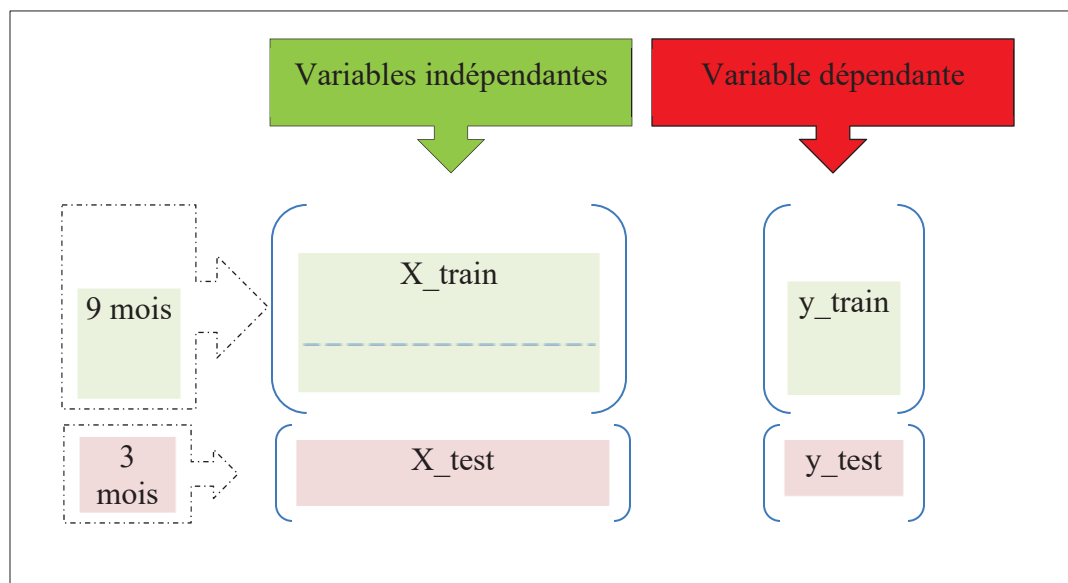 Variables indépendantes
Variable dépendante
9 mois
X_train
y_train
3
mois
X_test
y_test